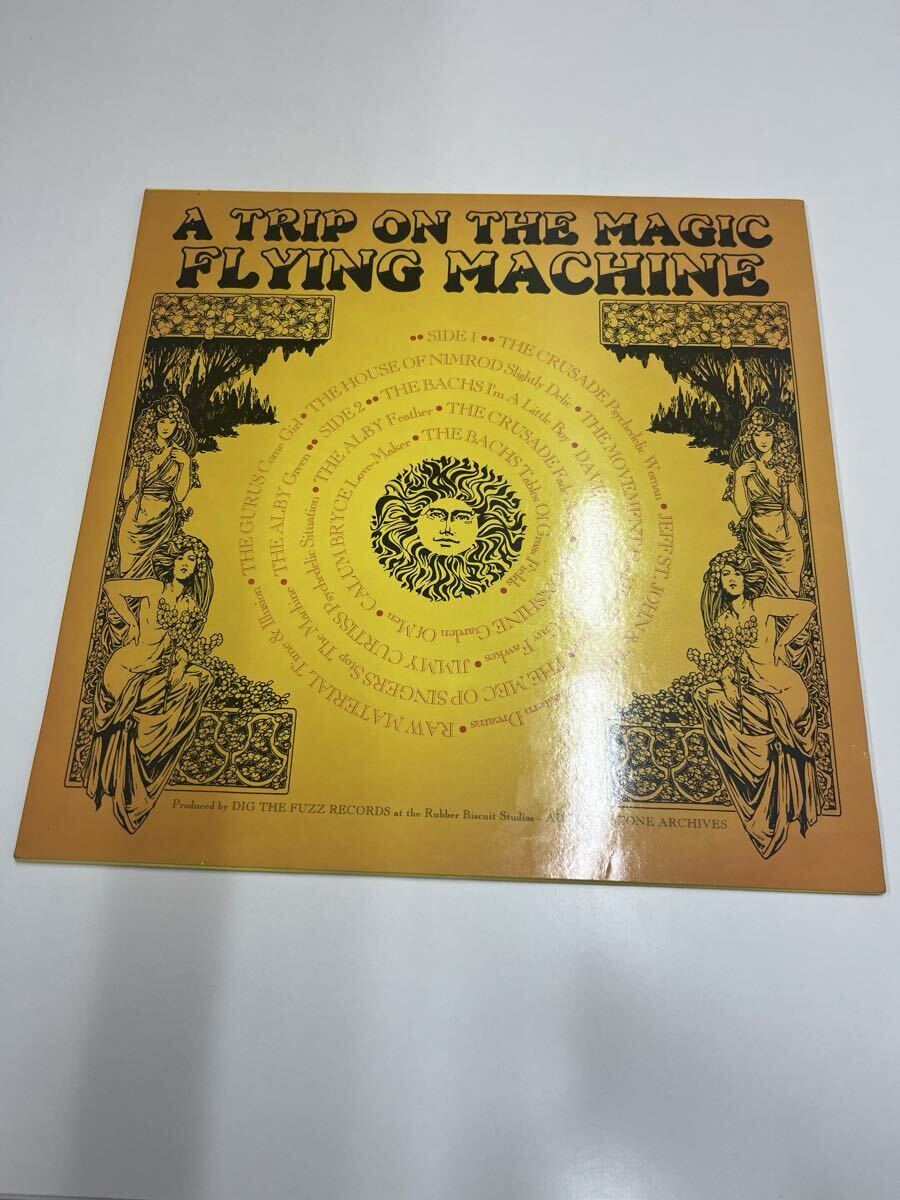 A TRIP ON THE MAGIC
FLYING MACHINE
•• SIDE 1 •• THE CRUSADE Psychedelic Woman • JEFF ST. JOHN & Dreams • RAW MATERIAL Time & Illusion • THE GURUS Come Girl • THE HOUSE OF NIMROD Slightly Delic • THE • THE MEC OP SINGERS Stop The Machine • THE ALBY Green •• SIDE 2 •• THE BACHS I'm A Little Boy • Guy Fawkes • JIMMY CURTISS Psychedelic Situation • THE ALBY Feather • THE CRUSADE Garden Of Men • CALUM BRYCE Love-Maker • THE BACHS Tables Of Grass Fields •
Produced by DIG THE FUZZ RECORDS at the Rubber Biscuit Studios - ARCHIVES